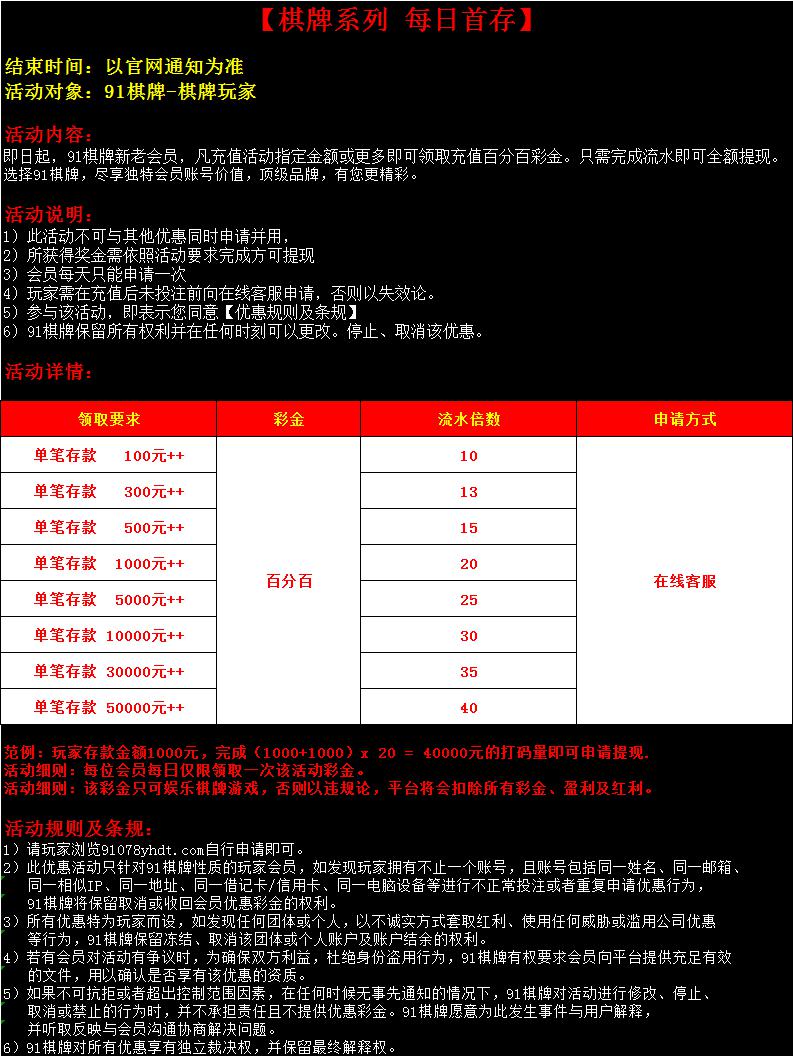 【棋牌系列 每日首存】
结束时间：以官网通知为准
活动对象：91棋牌-棋牌玩家
活动内容：
即日起，91棋牌新老会员，凡充值活动指定金额或更多即可领取充值百分百彩金。只需完成流水即可全额提现。
选择91棋牌，尽享独特会员账号价值，顶级品牌，有您更精彩。
活动说明：
1）此活动不可与其他优惠同时申请并用，
2）所获得奖金需依照活动要求完成方可提现
3）会员每天只能申请一次
4）玩家需在充值后未投注前向在线客服申请，否则以失效论。
5）参与该活动，即表示您同意【优惠规则及条规】
6）91棋牌保留所有权利并在任何时刻可以更改。停止、取消该优惠。
活动详情：
领取要求 彩金 流水倍数 申请方式
单笔存款 100元++ 10
单笔存款 300元++ 13
单笔存款 500元++ 15
单笔存款 1000元++ 20
百分百 在线客服
单笔存款 5000元++ 25
单笔存款 10000元++ 30
单笔存款 30000元++ 35
单笔存款 50000元++ 40
范例：玩家存款金额1000元，完成（1000+1000）x 20 = 40000元的打码量即可申请提现.
活动细则：每位会员每日仅限领取一次该活动彩金。
活动细则：该彩金只可娱乐棋牌游戏，否则以违规论，平台将会扣除所有彩金、盈利及红利。
活动规则及条规：
1）请玩家浏览91078yhdt.com自行申请即可。
2）此优惠活动只针对91棋牌性质的玩家会员，如发现玩家拥有不止一个账号，且账号包括同一姓名、同一邮箱、
同一相似IP、同一地址、同一借记卡/信用卡、同一电脑设备等进行不正常投注或者重复申请优惠行为，
91棋牌将保留取消或收回会员优惠彩金的权利。
3）所有优惠特为玩家而设，如发现任何团体或个人，以不诚实方式套取红利、使用任何威胁或滥用公司优惠
等行为，91棋牌保留冻结、取消该团体或个人账户及账户结余的权利。
4）若有会员对活动有争议时，为确保双方利益，杜绝身份盗用行为，91棋牌有权要求会员向平台提供充足有效
的文件，用以确认是否享有该优惠的资质。
5）如果不可抗拒或者超出控制范围因素，在任何时候无事先通知的情况下，91棋牌对活动进行修改、停止、
取消或禁止的行为时，并不承担责任且不提供优惠彩金。91棋牌愿意为此发生事件与用户解释，
并听取反映与会员沟通协商解决问题。
6）91棋牌对所有优惠享有独立裁决权，并保留最终解释权。